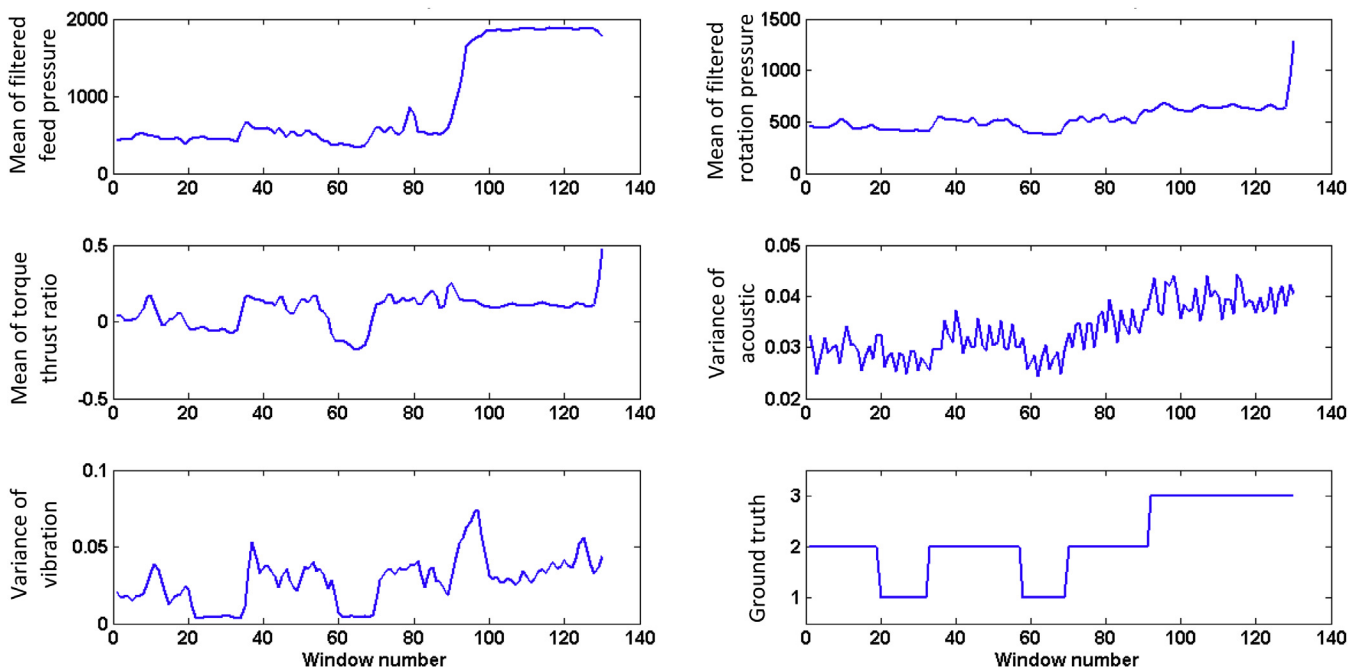 Mean of filtered
feed pressure
2000
1000
0
0 20 40 60 80 100 120 140
Mean of filtered
rotation pressure
1500
1000
500
0
0 20 40 60 80 100 120 140
Mean of torque
thrust ratio
0.5
0
-0.5
0 20 40 60 80 100 120 140
Variance of
acoustic
0.05
0.04
0.03
0.02
0 20 40 60 80 100 120 140
Variance of
vibration
0.1
0.05
0
0 20 40 60 80 100 120 140
Window number
Ground truth
3
2
1
0 20 40 60 80 100 120 140
Window number